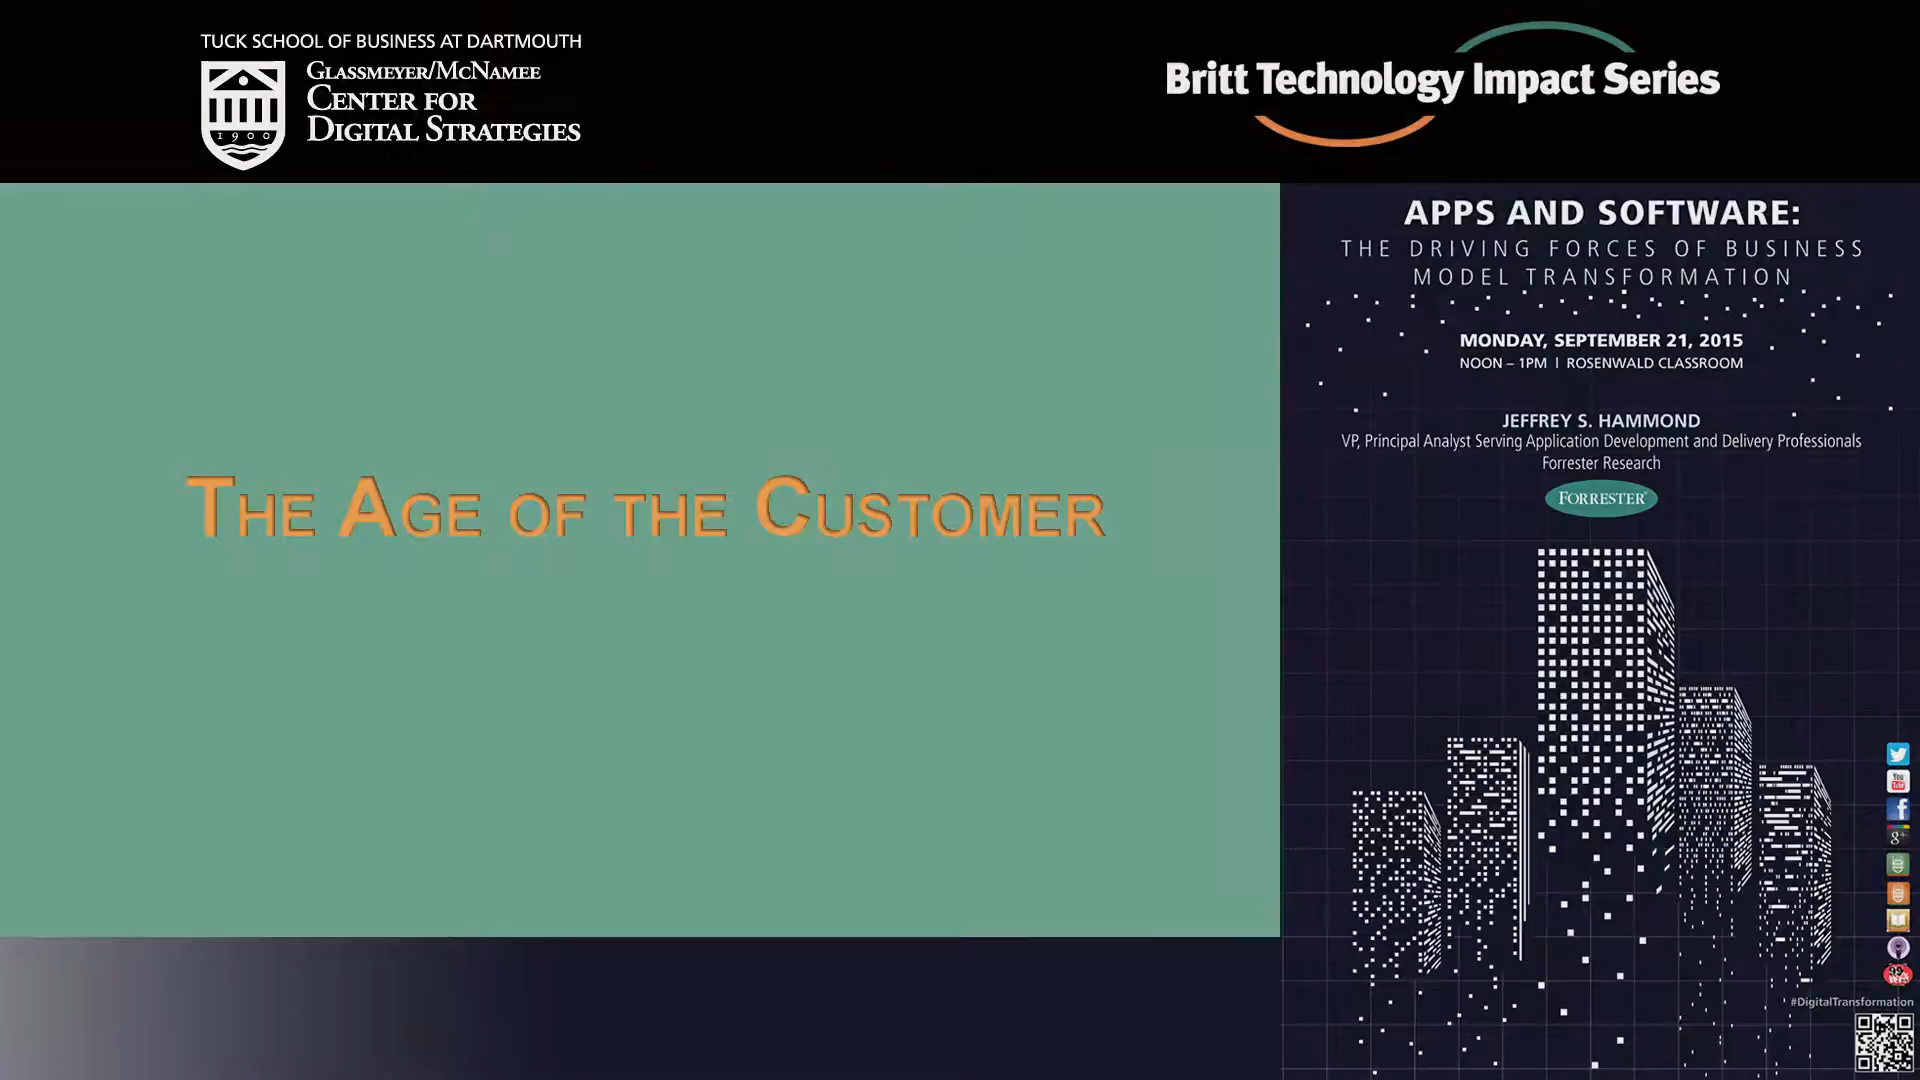 TUCK SCHOOL OF BUSINESS AT DARTMOUTH
GLASSMEYER/MCNAMEE
CENTER FOR
DIGITAL STRATEGIES
1900
Britt Technology Impact Series
THE AGE OF THE CUSTOMER
APPS AND SOFTWARE:
THE DRIVING FORCES OF BUSINESS
MODEL TRANSFORMATION
MONDAY, SEPTEMBER 21, 2015
NOON – 1PM | ROSENWALD CLASSROOM
JEFFREY S. HAMMOND
VP, Principal Analyst Serving Application Development and Delivery Professionals
Forrester Research
FORRESTER®
You
Tube
f
g+
#DigitalTransformation